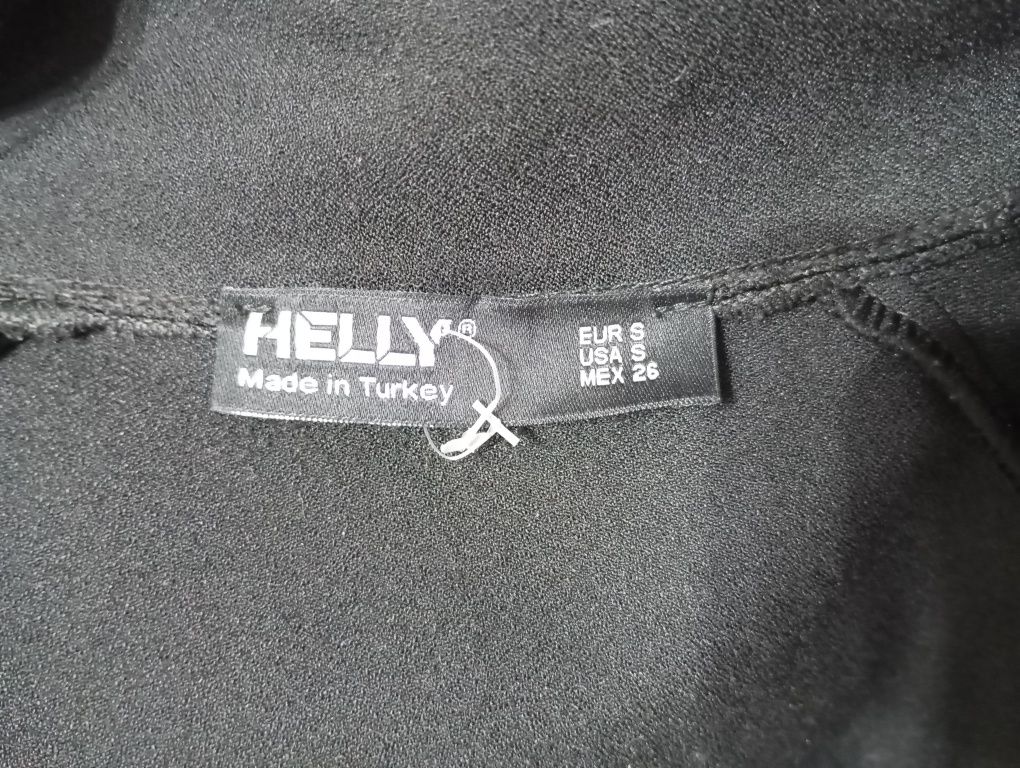 HELLY®
Made in Turkey
EUR S
USA S
MEX 26